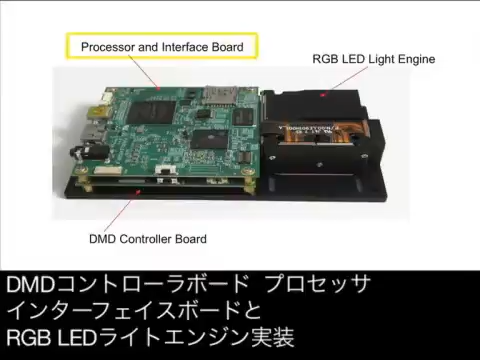 Processor and Interface Board
RGB LED Light Engine
DMD Controller Board
DMDコントローラボード プロセッサ
インターフェイスボードと
RGB LEDライトエンジン実装